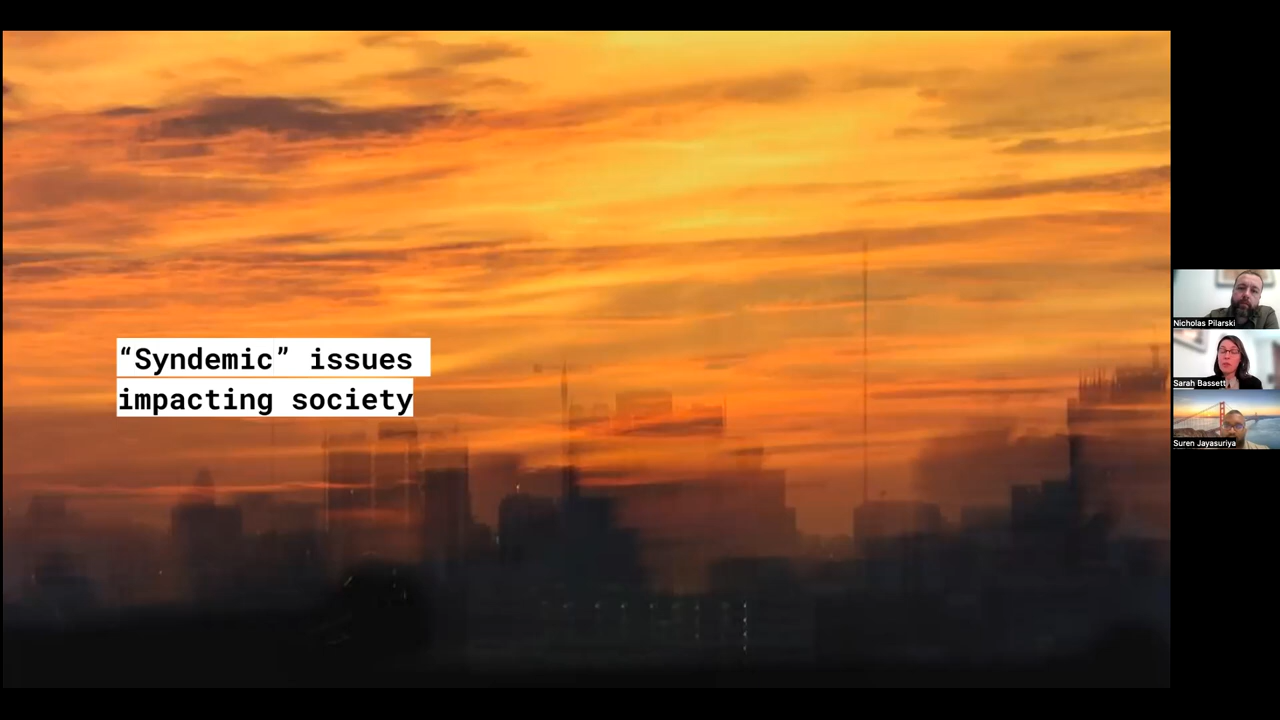 “Syndemic” issues
impacting society
Nicholas Pilarski
Sarah Bassett
Suren Jayasuriya